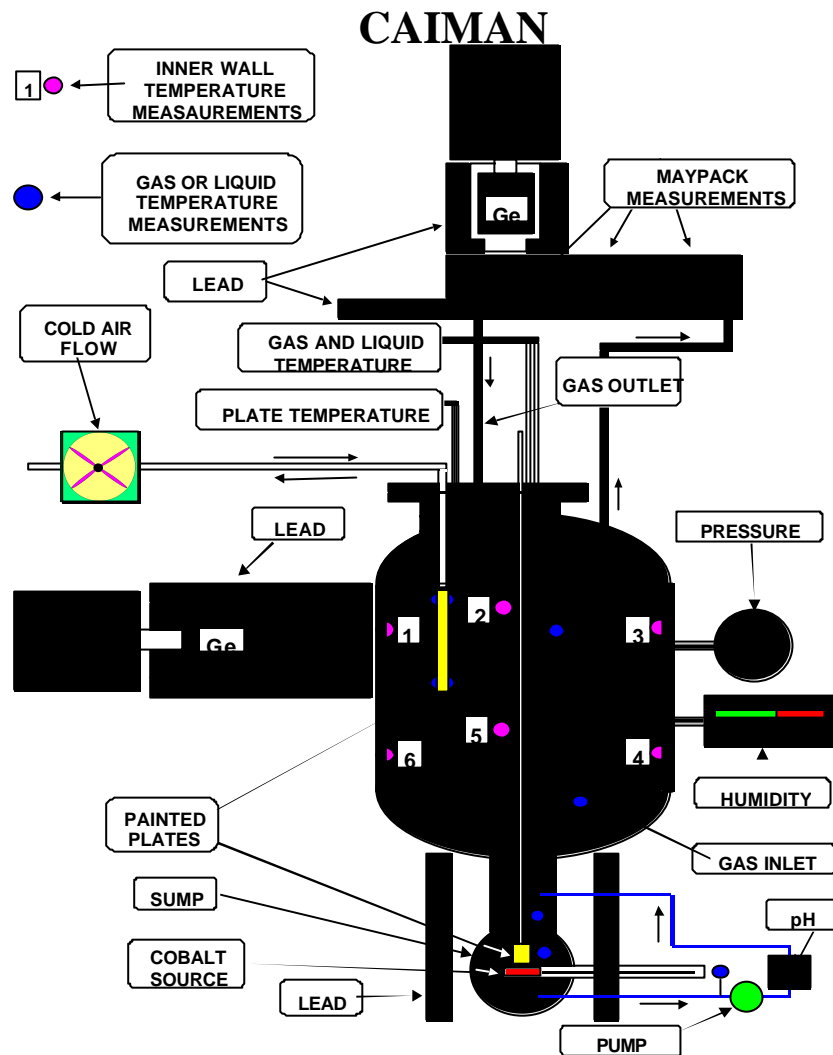 CAIMAN
1
INNER WALL
TEMPERATURE
MEASAUREMENTS
GAS OR LIQUID
TEMPERATURE
MEASUREMENTS
MAYPACK
MEASUREMENTS
Ge
LEAD
COLD AIR
FLOW
GAS AND LIQUID
TEMPERATURE
GAS OUTLET
PLATE TEMPERATURE
LEAD
PRESSURE
Ge
1
2
3
5
6
4
HUMIDITY
PAINTED
PLATES
GAS INLET
SUMP
pH
COBALT
SOURCE
LEAD
PUMP